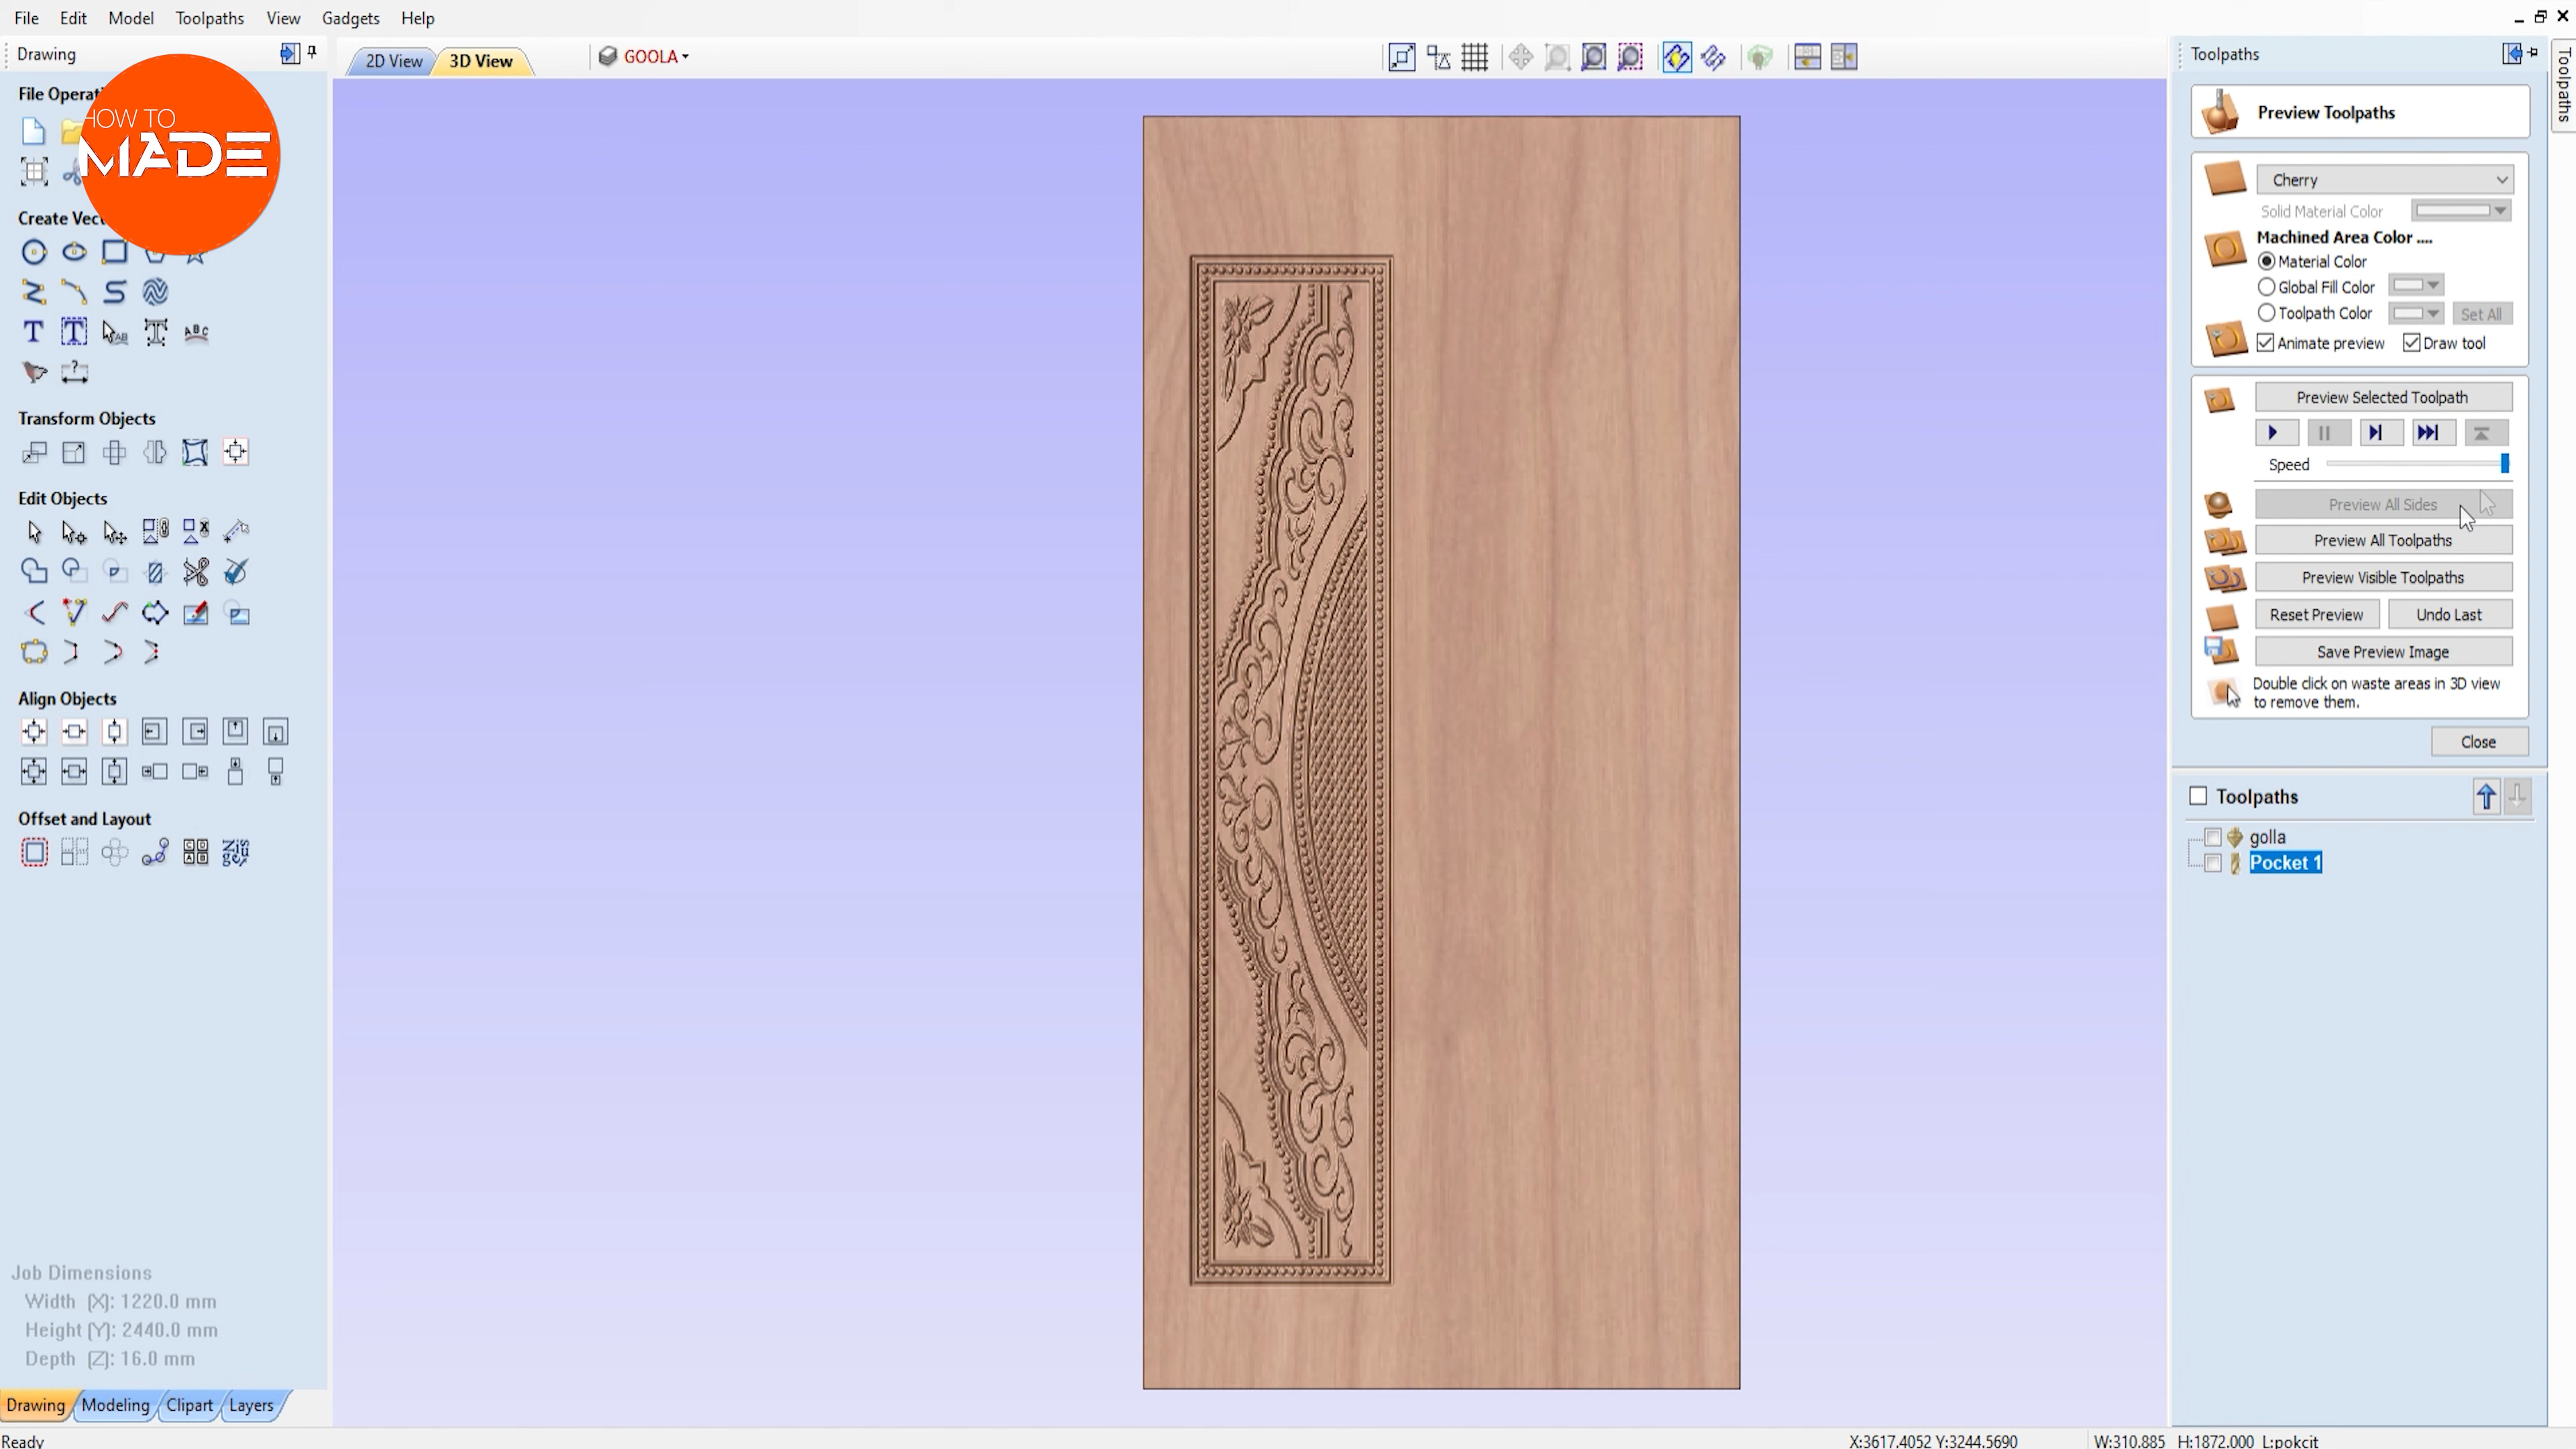 File Edit Model Toolpaths View Gadgets Help
Drawing
HOW TO
MADE
File Operati
Create Vect
Transform Objects
Edit Objects
Align Objects
Offset and Layout
Job Dimensions
Width (X): 1220.0 mm
Height (Y): 2440.0 mm
Depth (Z): 16.0 mm
Drawing Modeling Clipart Layers
Ready
2D View 3D View GOOLA
Toolpaths
Toolpaths
Preview Toolpaths
Cherry
Solid Material Color
Machined Area Color ....
Material Color
Global Fill Color
Toolpath Color Set All
Animate preview Draw tool
Preview Selected Toolpath
Speed
Preview All Sides
Preview All Toolpaths
Preview Visible Toolpaths
Reset Preview Undo Last
Save Preview Image
Double click on waste areas in 3D view
to remove them.
Close
Toolpaths
golla
Pocket 1
X:3617.4052 Y:3244.5690 W:310.885 H:1872.000 L:pokcit